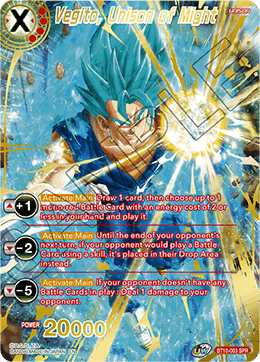 X
Vegito, Unison of Might
UNISON
+1
Activate:Main Draw 1 card, then choose up to 1
mono-red Battle Card with an energy cost of 2 or
less in your hand and play it.
-2
Activate:Main Until the end of your opponent's
next turn, if your opponent would play a Battle
Card using a skill, it's placed in their Drop Area
instead.
-5
Activate:Main If your opponent doesn't have any
Battle Cards in play : Deal 1 damage to your
opponent.
POWER 20000
BT10-003 SPR